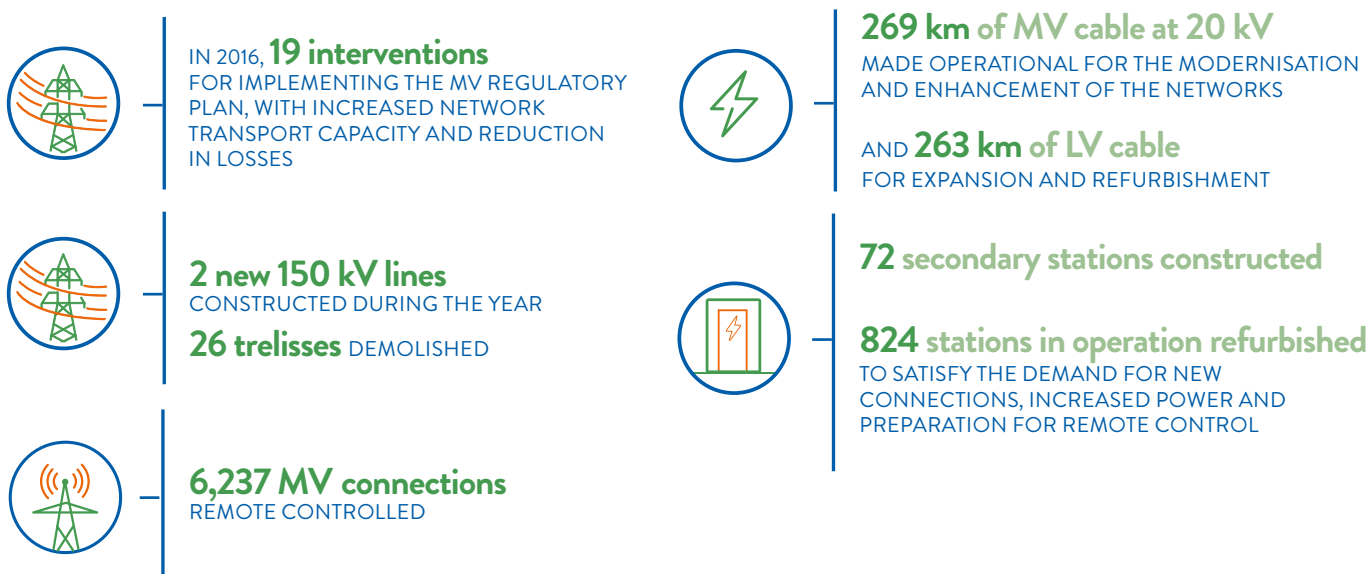 IN 2016, 19 interventions
FOR IMPLEMENTING THE MV REGULATORY
PLAN, WITH INCREASED NETWORK
TRANSPORT CAPACITY AND REDUCTION
IN LOSSES
2 new 150 kV lines
CONSTRUCTED DURING THE YEAR
26 trelisses DEMOLISHED
6,237 MV connections
REMOTE CONTROLLED
269 km of MV cable at 20 kV
MADE OPERATIONAL FOR THE MODERNISATION
AND ENHANCEMENT OF THE NETWORKS
AND 263 km of LV cable
FOR EXPANSION AND REFURBISHMENT
72 secondary stations constructed
824 stations in operation refurbished
TO SATISFY THE DEMAND FOR NEW
CONNECTIONS, INCREASED POWER AND
PREPARATION FOR REMOTE CONTROL